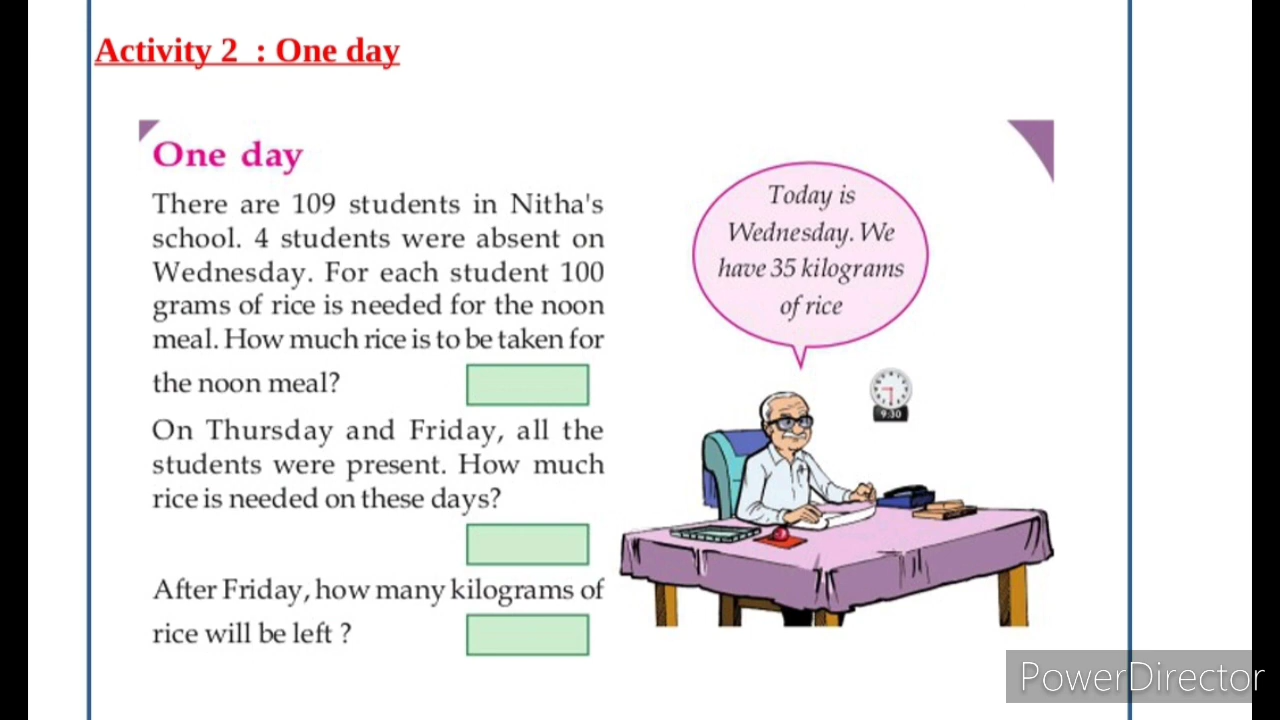 Activity 2 : One day
One day
There are 109 students in Nitha's
school. 4 students were absent on
Wednesday. For each student 100
grams of rice is needed for the noon
meal. How much rice is to be taken for
the noon meal?
On Thursday and Friday, all the
students were present. How much
rice is needed on these days?
After Friday, how many kilograms of
rice will be left ?
Today is
Wednesday. We
have 35 kilograms
of rice
9:30
PowerDirector